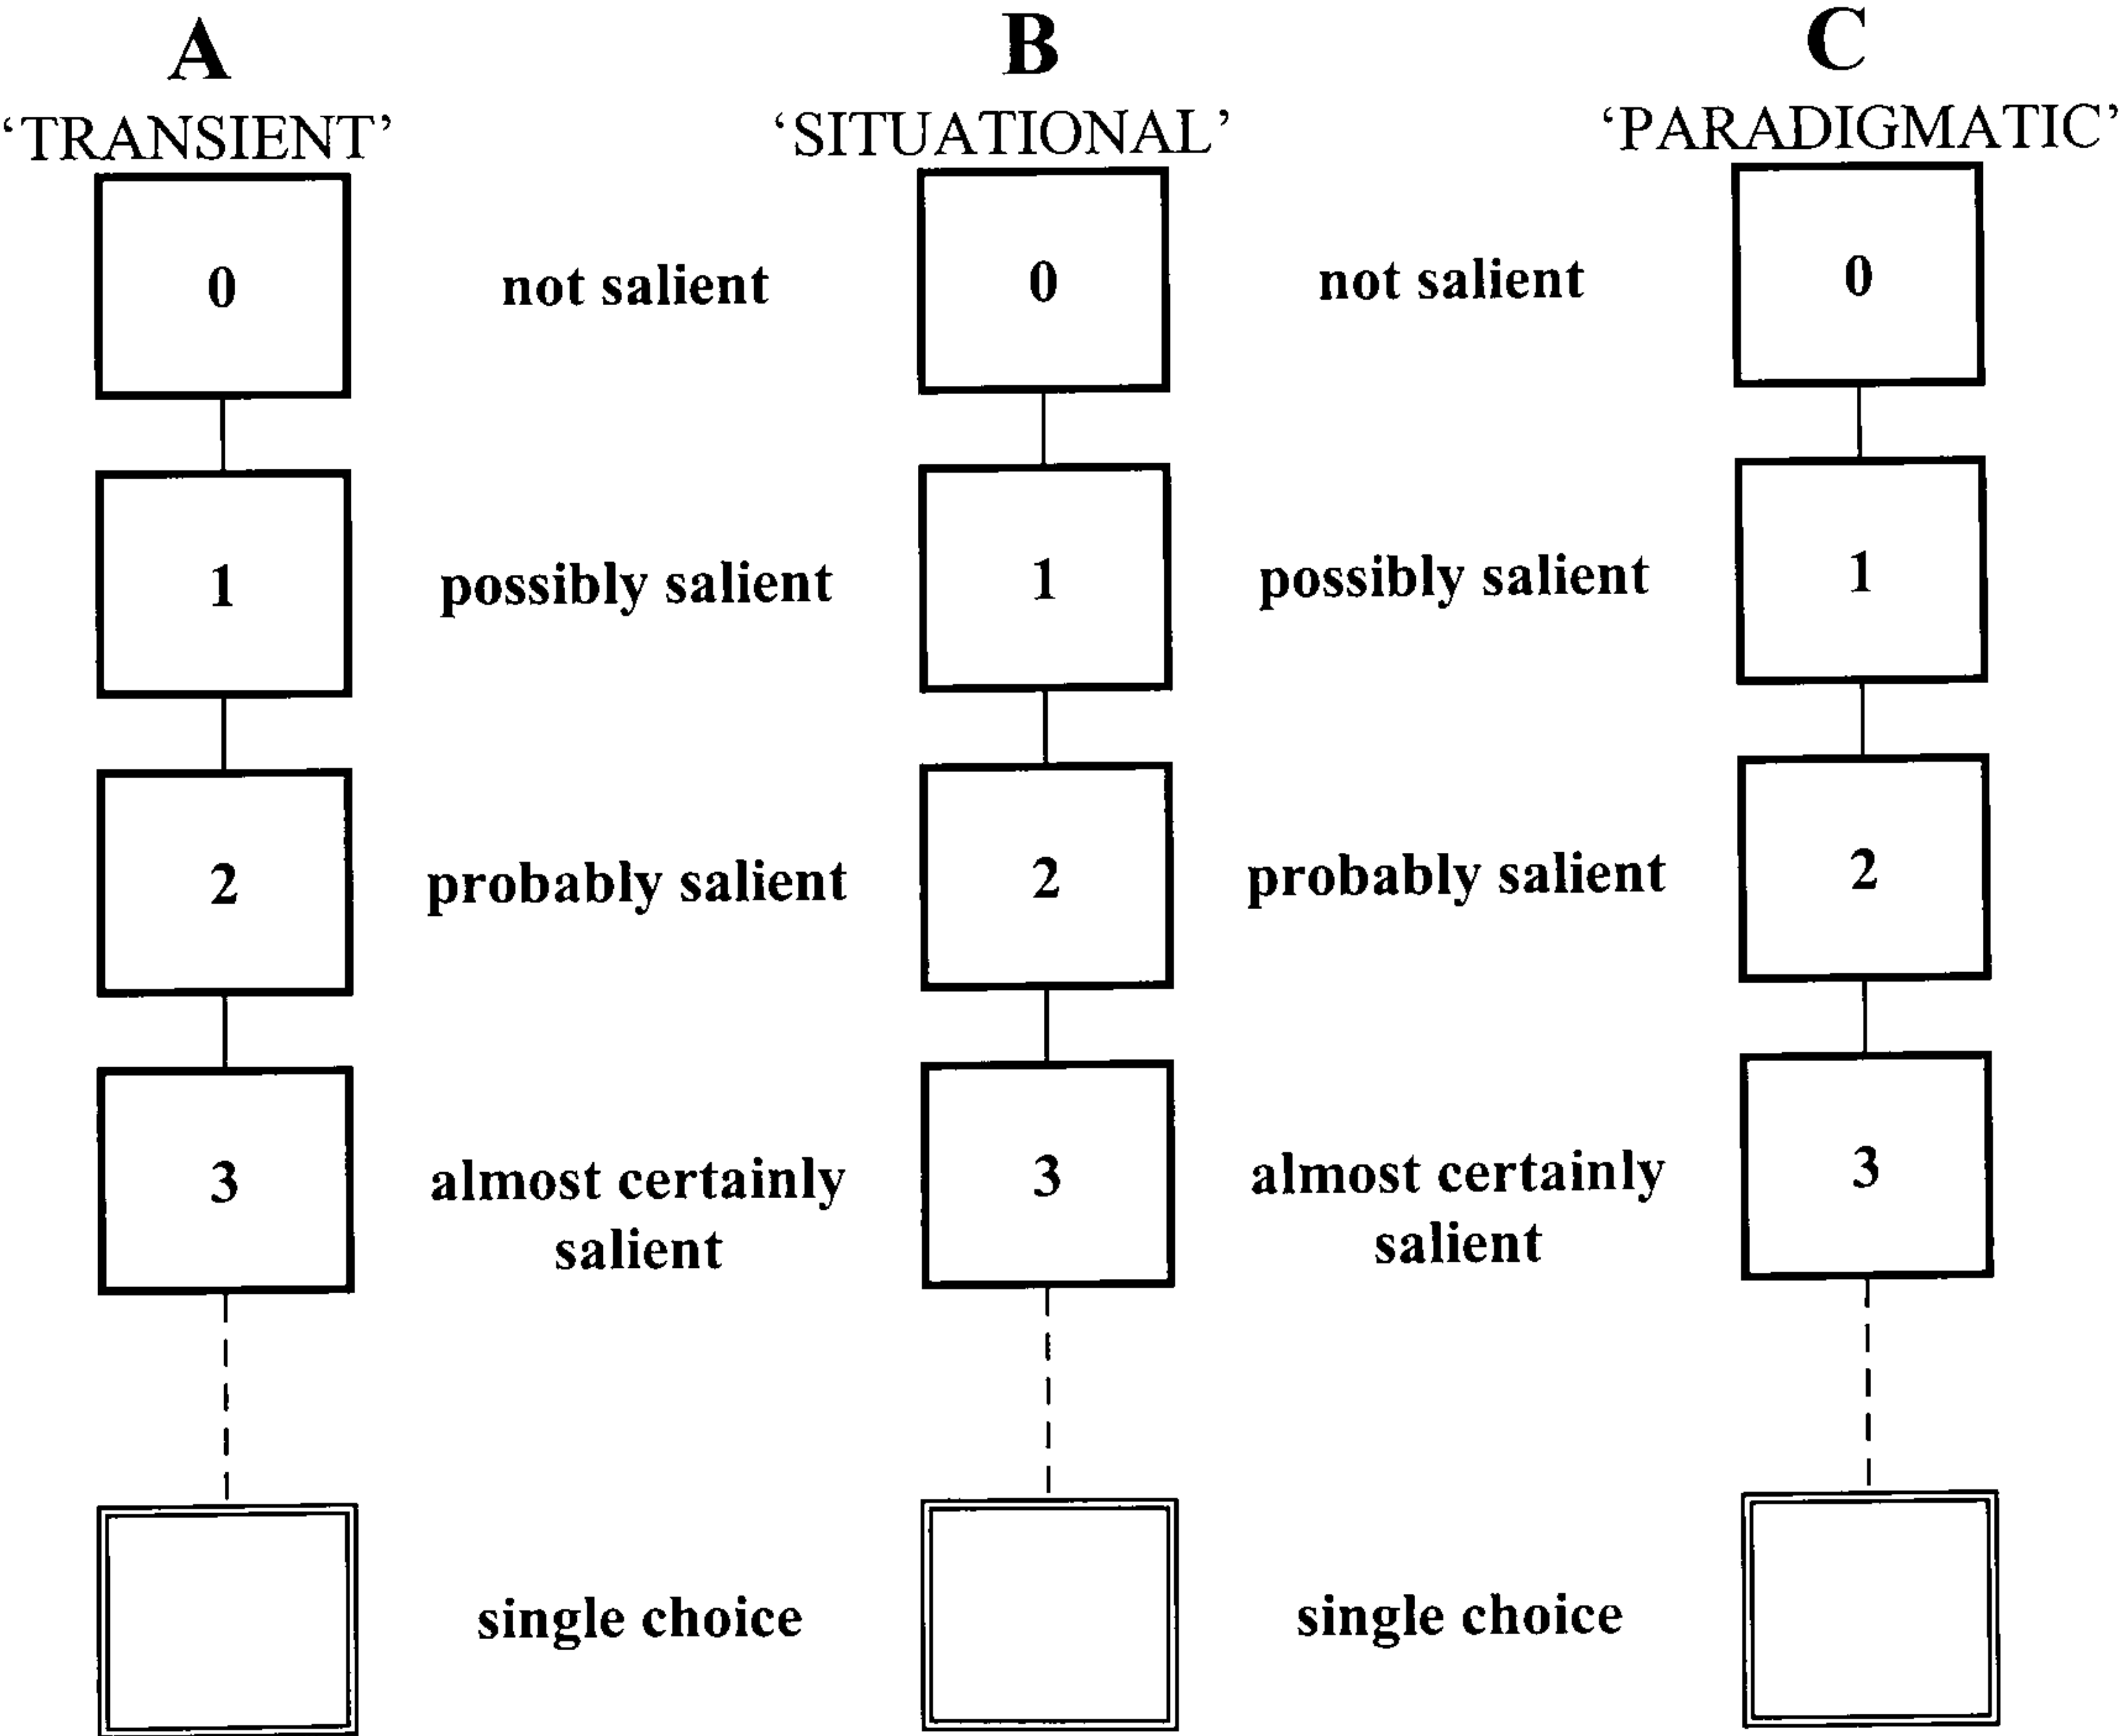 A B C
‘TRANSIENT’ ‘SITUATIONAL’ ‘PARADIGMATIC’
0 not salient 0 not salient 0
1 possibly salient 1 possibly salient 1
2 probably salient 2 probably salient 2
3 almost certainly 3 almost certainly 3
salient salient
single choice single choice